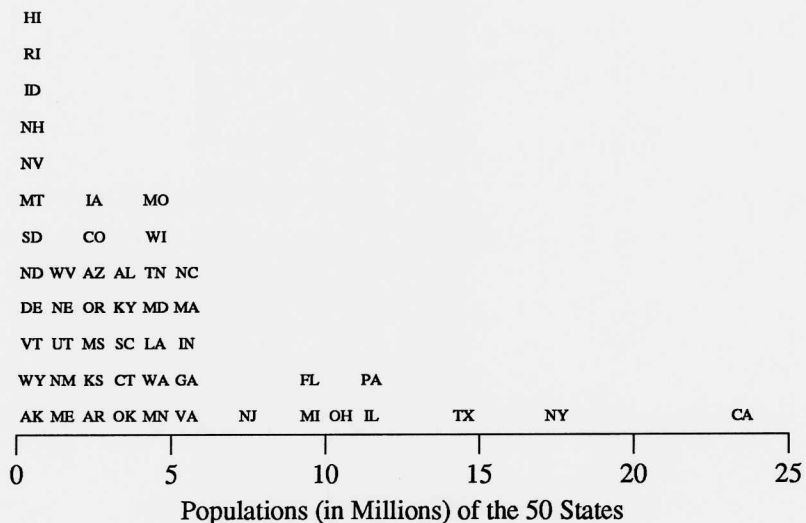 HI
RI
ID
NH
NV
MT IA MO
SD CO WI
ND WV AZ AL TN NC
DE NE OR KY MD MA
VT UT MS SC LA IN
WY NM KS CT WA GA FL PA
AK ME AR OK MN VA NJ MI OH IL TX NY CA
0 5 10 15 20 25
Populations (in Millions) of the 50 States